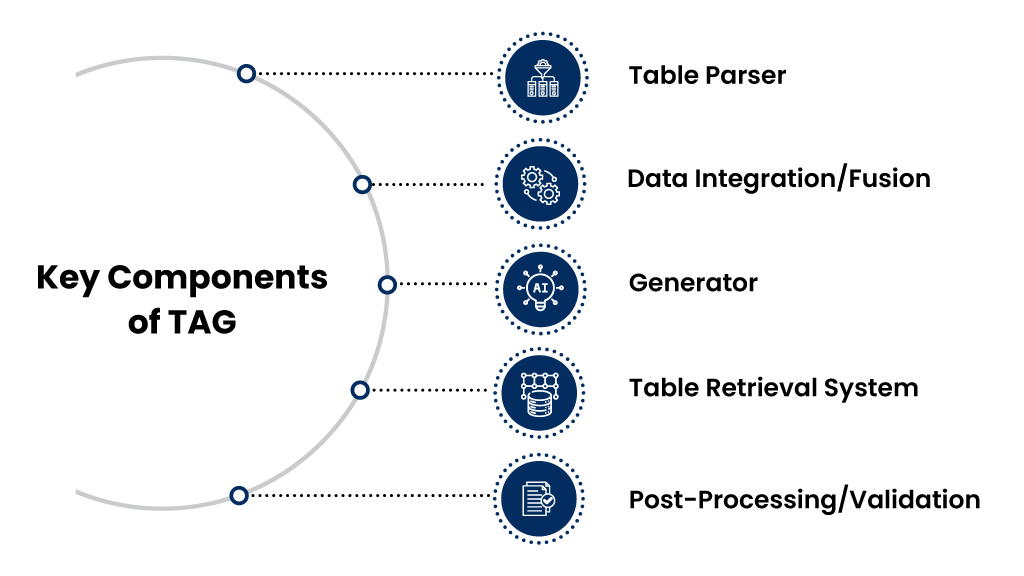 Key Components
of TAG
Table Parser
Data Integration/Fusion
Generator
AI
Table Retrieval System
Post-Processing/Validation